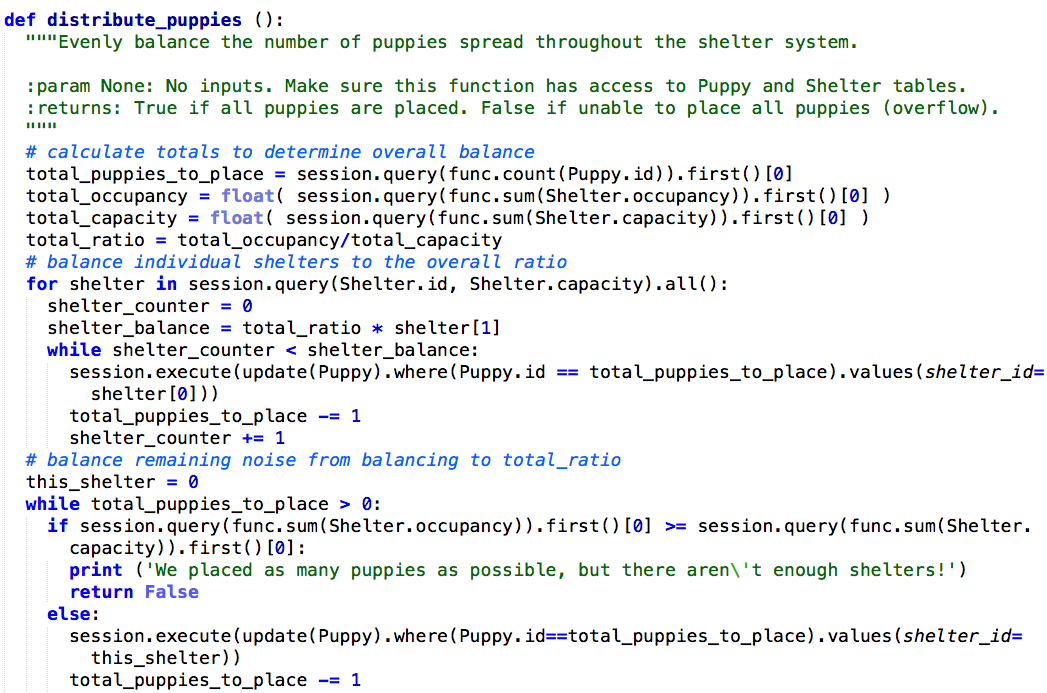 def distribute_puppies ():
  """Evenly balance the number of puppies spread throughout the shelter system.

  :param None: No inputs. Make sure this function has access to Puppy and Shelter tables.
  :returns: True if all puppies are placed. False if unable to place all puppies (overflow).
  """
  # calculate totals to determine overall balance
  total_puppies_to_place = session.query(func.count(Puppy.id)).first()[0]
  total_occupancy = float( session.query(func.sum(Shelter.occupancy)).first()[0] )
  total_capacity = float( session.query(func.sum(Shelter.capacity)).first()[0] )
  total_ratio = total_occupancy/total_capacity
  # balance individual shelters to the overall ratio
  for shelter in session.query(Shelter.id, Shelter.capacity).all():
    shelter_counter = 0
    shelter_balance = total_ratio * shelter[1]
    while shelter_counter < shelter_balance:
      session.execute(update(Puppy).where(Puppy.id == total_puppies_to_place).values(shelter_id=
        shelter[0]))
      total_puppies_to_place -= 1
      shelter_counter += 1
  # balance remaining noise from balancing to total_ratio
  this_shelter = 0
  while total_puppies_to_place > 0:
    if session.query(func.sum(Shelter.occupancy)).first()[0] >= session.query(func.sum(Shelter.
      capacity)).first()[0]:
      print ('We placed as many puppies as possible, but there aren\'t enough shelters!')
      return False
    else:
      session.execute(update(Puppy).where(Puppy.id==total_puppies_to_place).values(shelter_id=
        this_shelter))
      total_puppies_to_place -= 1